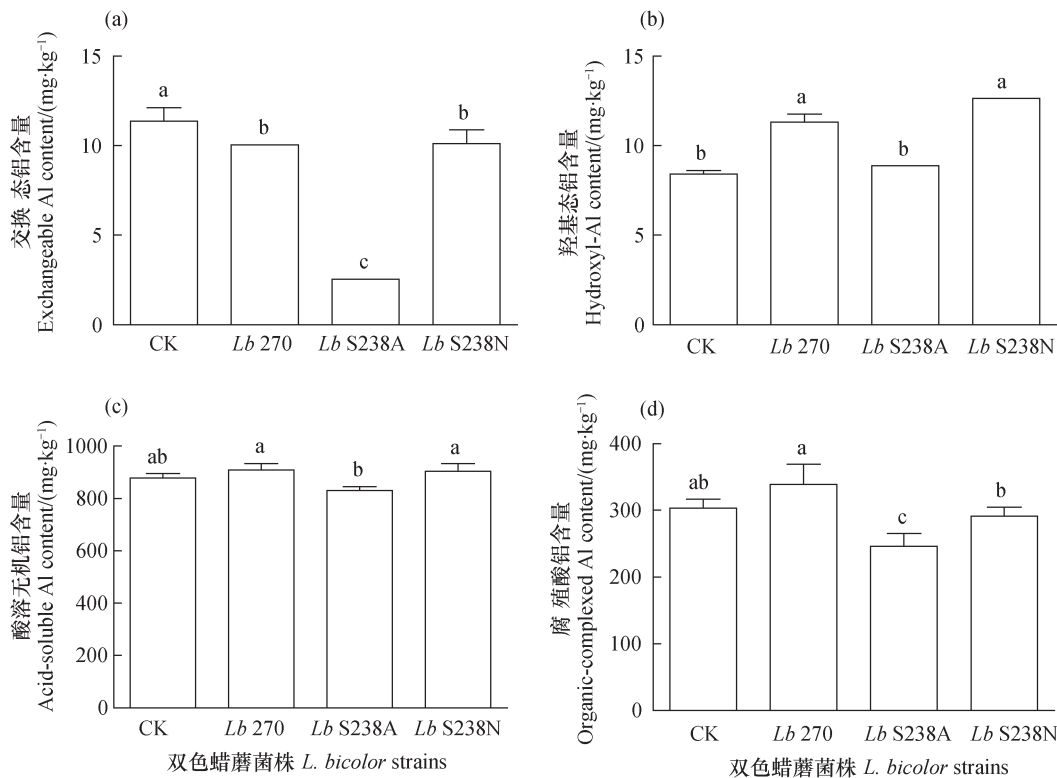 (a)
交换 态铝含量
Exchangeable Al content/(mg·kg⁻¹)
15
10
5
0
a
b
c
b
CK
Lb 270
Lb S238A
Lb S238N
(b)
羟基态铝含量
Hydroxyl-Al content/(mg·kg⁻¹)
15
10
5
0
b
a
b
a
CK
Lb 270
Lb S238A
Lb S238N
(c)
酸溶无机铝含量
Acid-soluble Al content/(mg·kg⁻¹)
1000
800
600
400
200
0
ab
a
b
a
CK
Lb 270
Lb S238A
Lb S238N
双色蜡蘑菌株 L. bicolor strains
(d)
腐 殖酸铝含量
Organic-complexed Al content/(mg·kg⁻¹)
400
300
200
100
0
ab
a
c
b
CK
Lb 270
Lb S238A
Lb S238N
双色蜡蘑菌株 L. bicolor strains